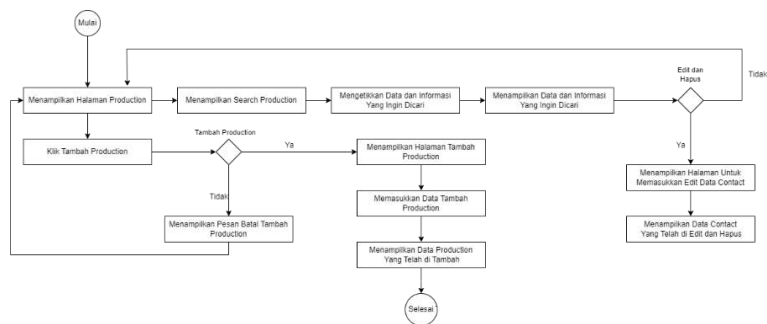 Mulai
Edit dan
Hapus
Tidak
Menampilkan Halaman Production
Menampilkan Search Production
Mengetikkan Data dan Informasi
Yang Ingin Dicari
Menampilkan Data dan Informasi
Yang Ingin Dicari
Tambah Production
Klik Tambah Production
Ya
Menampilkan Halaman Tambah
Production
Ya
Menampilkan Halaman Untuk
Memasukkan Edit Data Contact
Tidak
Memasukkan Data Tambah
Production
Menampilkan Pesan Batal Tambah
Production
Menampilkan Data Contact
Yang Telah di Edit dan Hapus
Menampilkan Data Production
Yang Telah di Tambah
Selesai